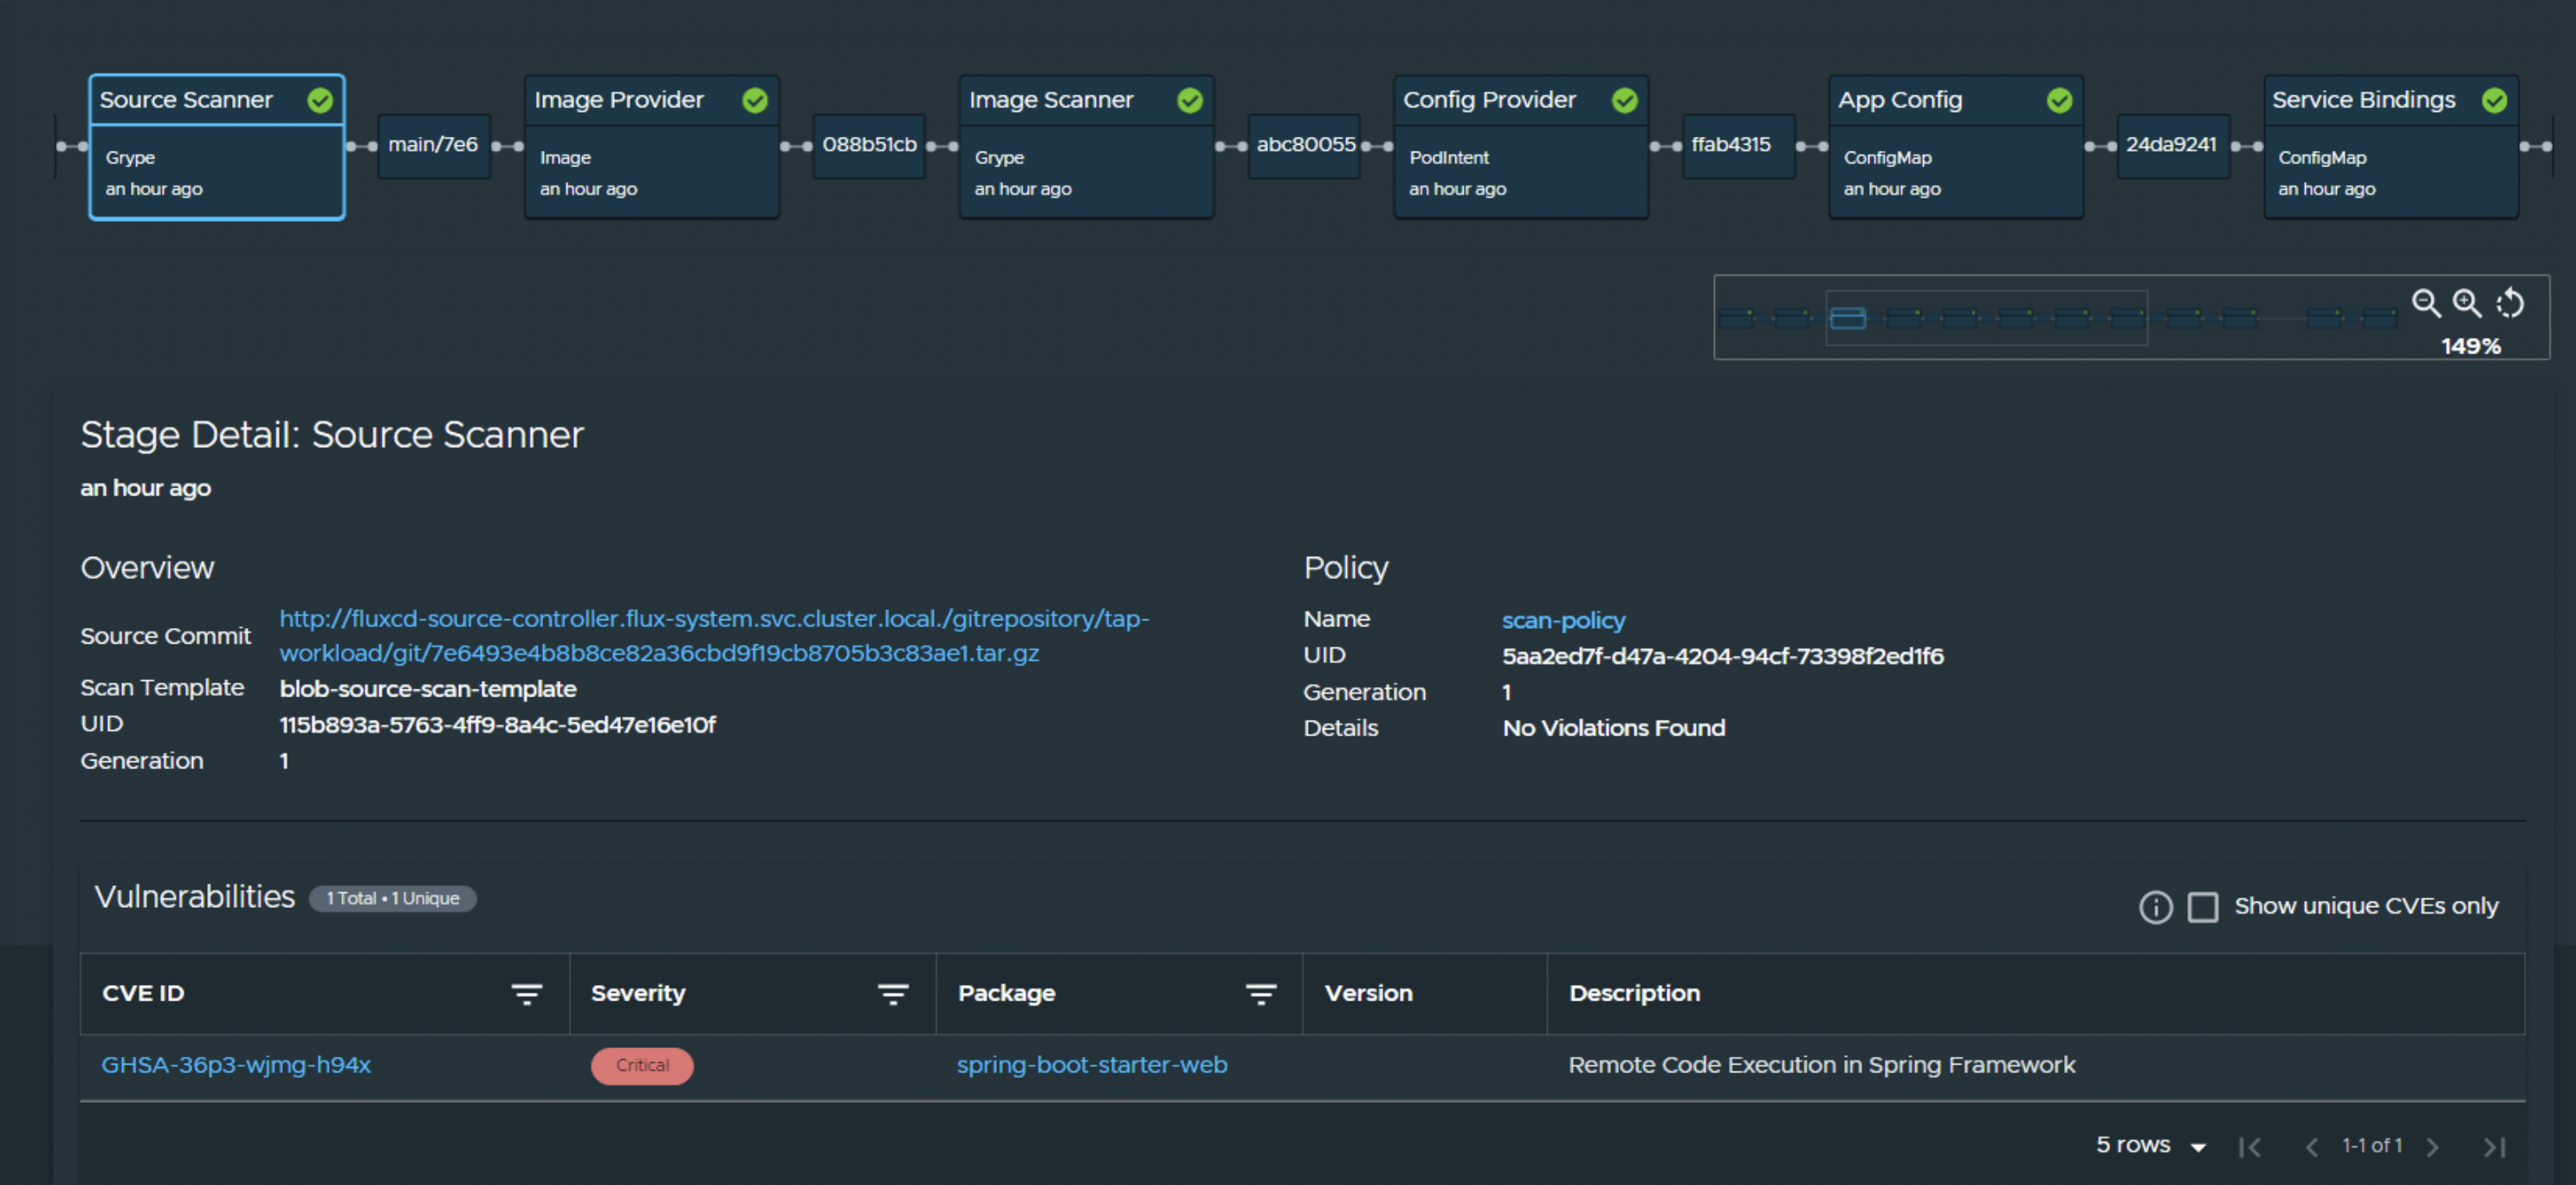 Source Scanner
Grype
an hour ago
main/7e6
Image Provider
Image
an hour ago
088b51cb
Image Scanner
Grype
an hour ago
abc80055
Config Provider
PodIntent
an hour ago
ffab4315
App Config
ConfigMap
an hour ago
24da9241
Service Bindings
ConfigMap
an hour ago
149%
Stage Detail: Source Scanner
an hour ago
Overview
Source Commit
http://fluxcd-source-controller.flux-system.svc.cluster.local./gitrepository/tap-
workload/git/7e6493e4b8b8ce82a36cbd9f19cb8705b3c83ae1.tar.gz
Scan Template blob-source-scan-template
UID 115b893a-5763-4ff9-8a4c-5ed47e16e10f
Generation 1
Policy
Name scan-policy
UID 5aa2ed7f-d47a-4204-94cf-73398f2ed1f6
Generation 1
Details No Violations Found
Vulnerabilities 1 Total • 1 Unique
Show unique CVEs only
CVE ID Severity Package Version Description
GHSA-36p3-wjmg-h94x Critical spring-boot-starter-web Remote Code Execution in Spring Framework
5 rows 1-1 of 1